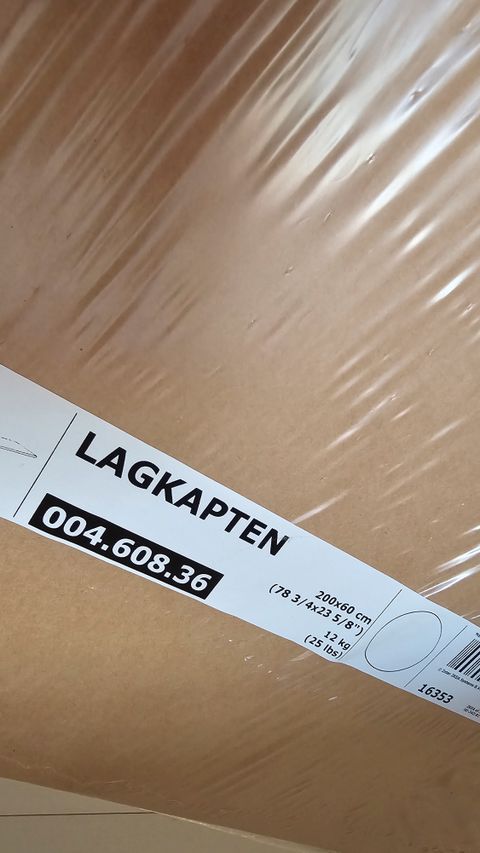 LAGKAPTEN
004.608.36
200x60 cm
(78 3/4x23 5/8")
12 kg
(25 lbs)
16353